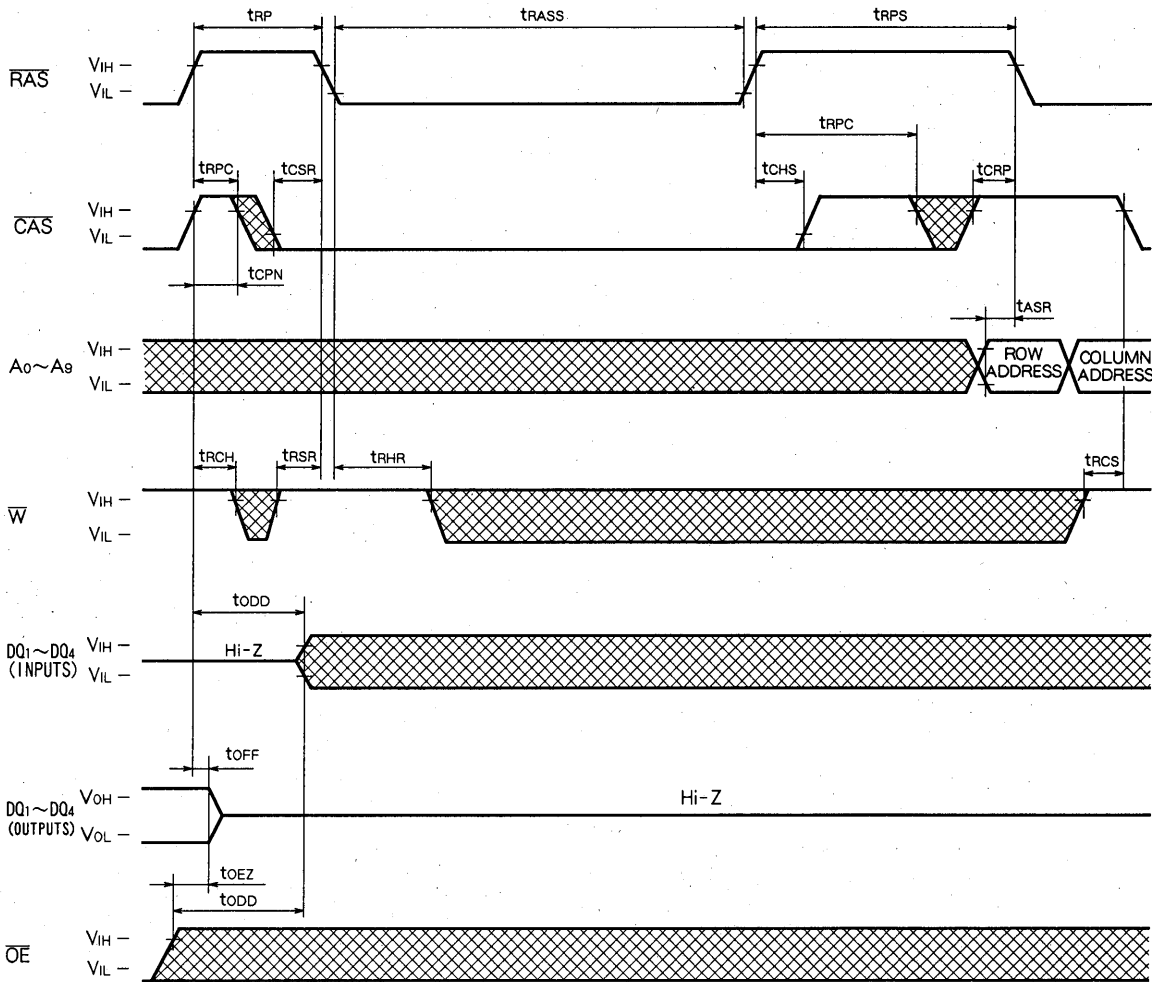 tRP
tRASS
tRPS
RAS
VIH –
VIL –
tRPC
tRPC
tCSR
tCHS
tCRP
CAS
VIH –
VIL –
tCPN
tASR
A0~A9
VIH –
VIL –
ROW
ADDRESS
COLUMN
ADDRESS
tRCH
tRSR
tRHR
tRCS
W
VIH –
VIL –
tODD
DQ1~DQ4
(INPUTS)
VIH –
VIL –
Hi-Z
tOFF
DQ1~DQ4
(OUTPUTS)
VOH –
VOL –
Hi-Z
tOEZ
tODD
OE
VIH –
VIL –